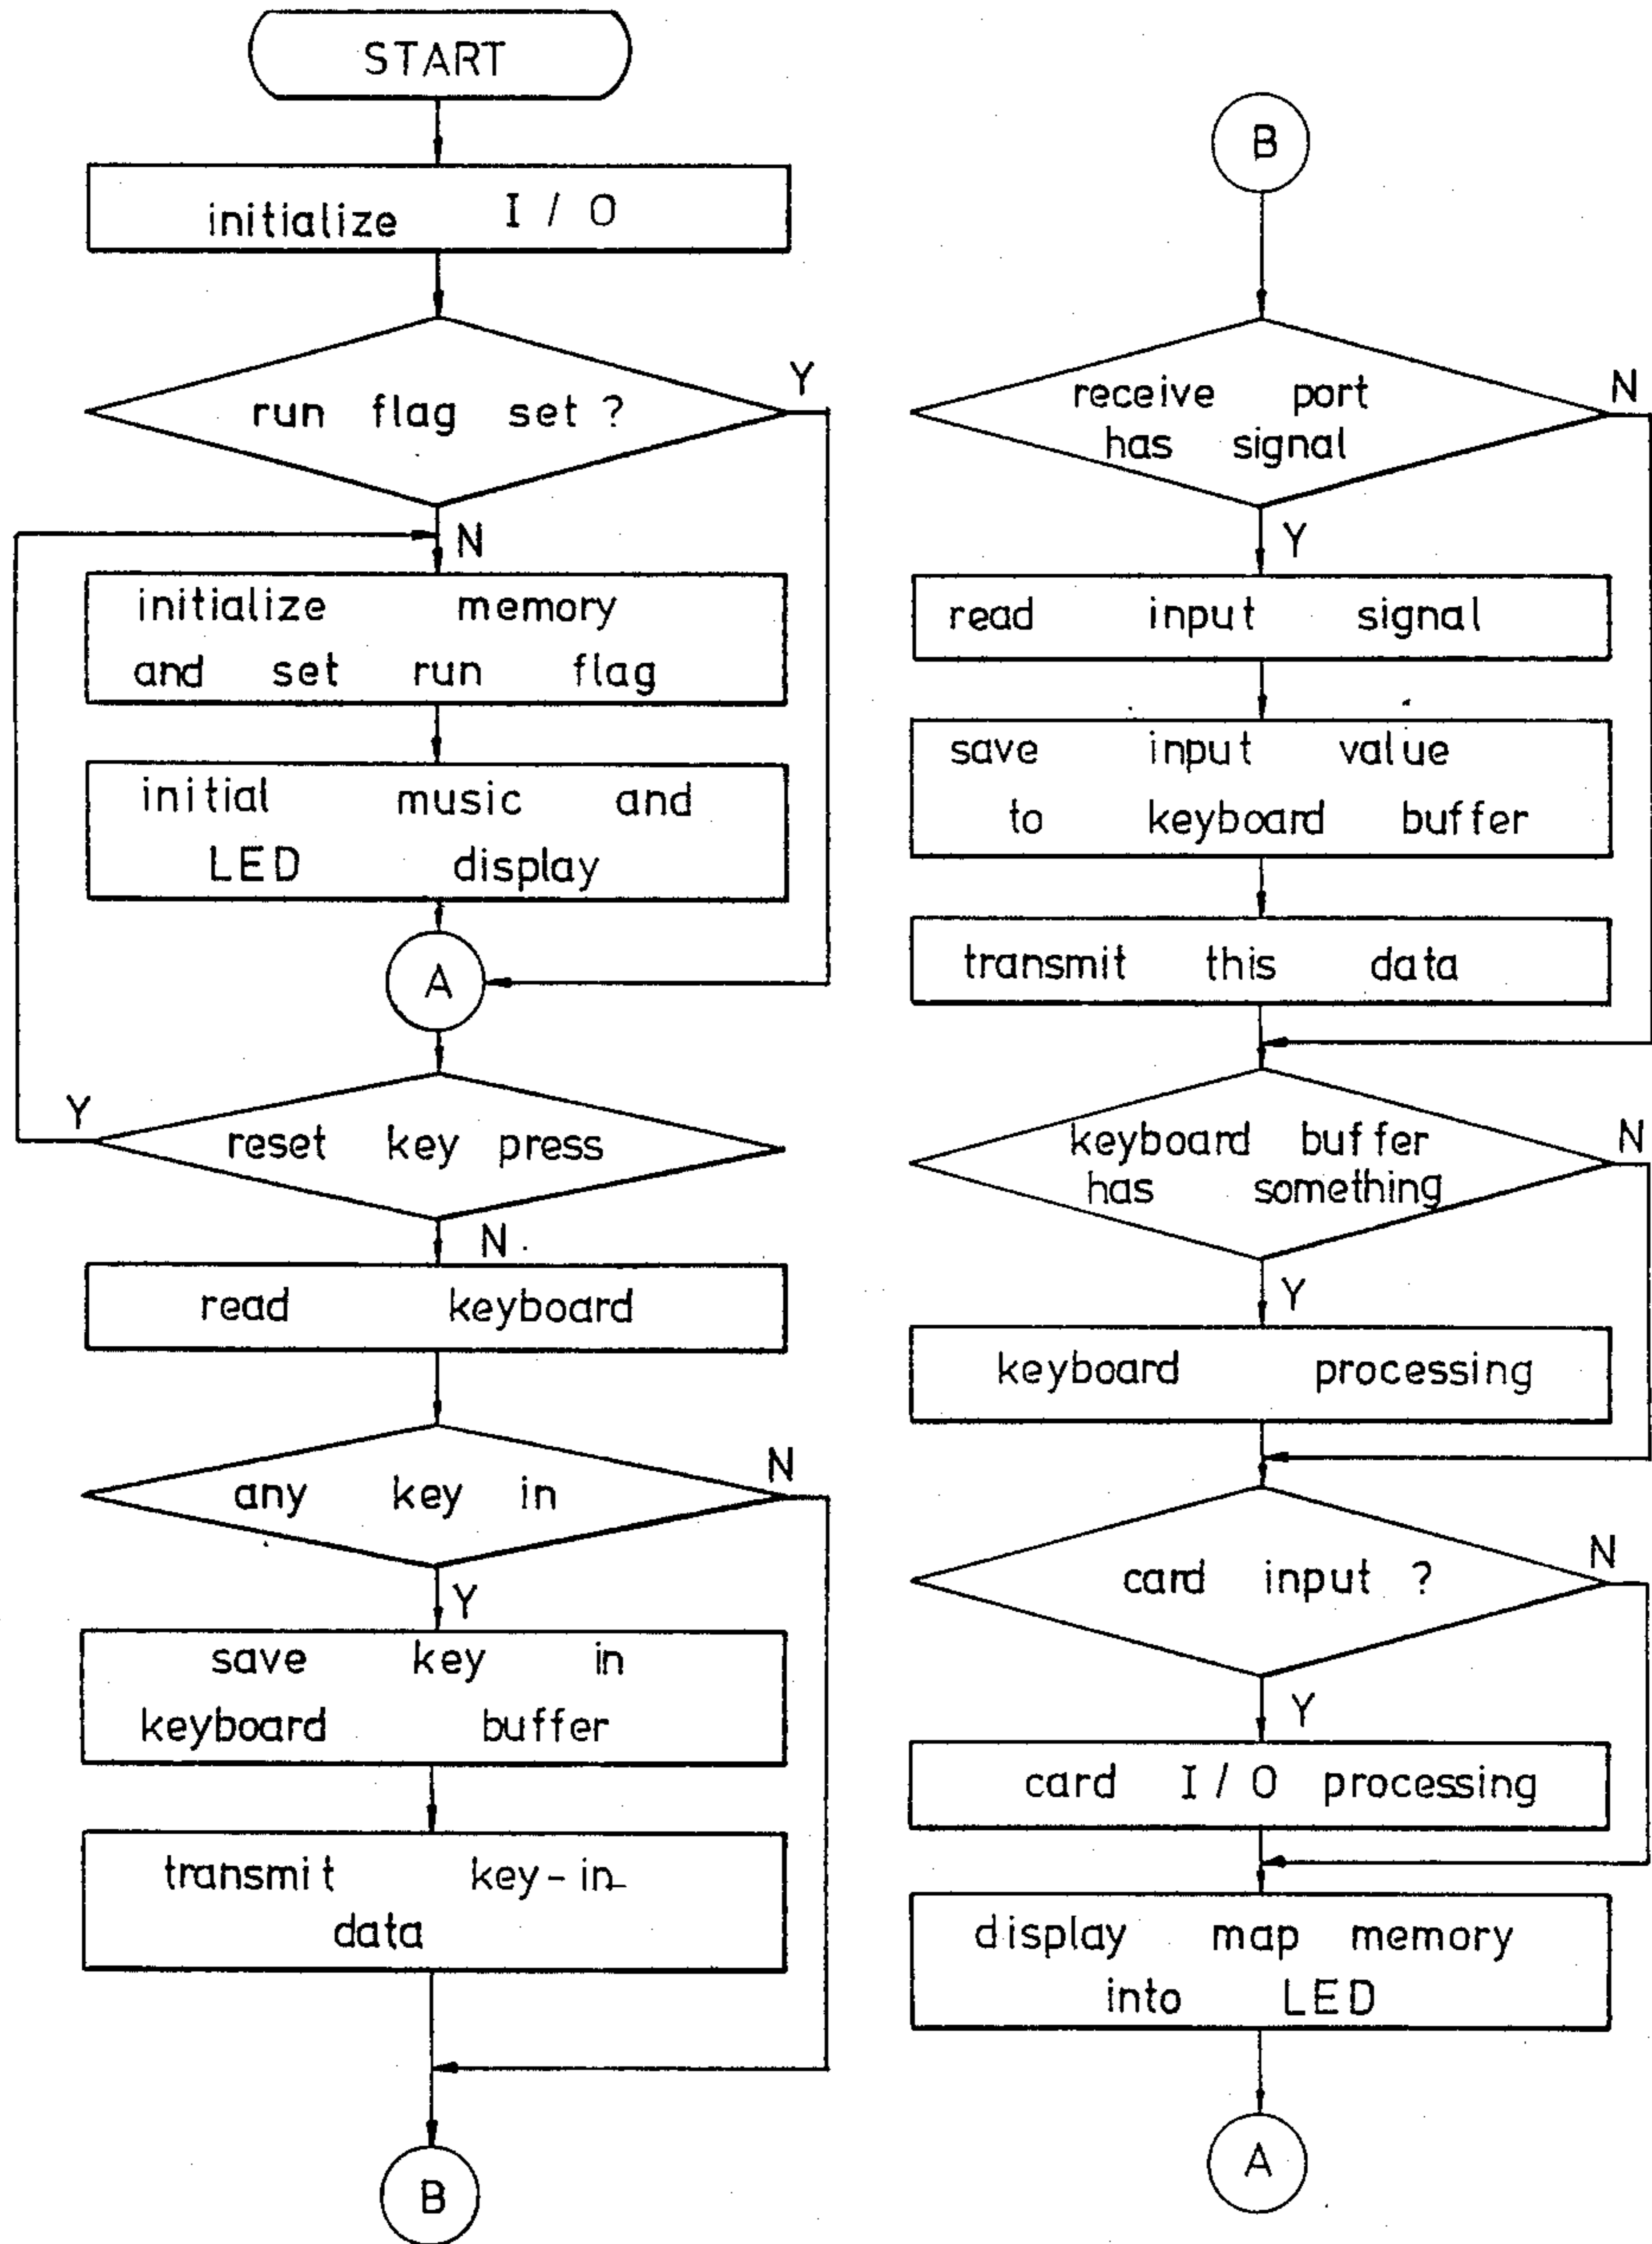 START
initialize I / O
run flag set ?
Y
N
initialize memory
and set run flag
initial music and
LED display
A
Y
reset key press
N
read keyboard
any key in
N
Y
save key in
keyboard buffer
transmit key-in
data
B
B
receive port
has signal
N
Y
read input signal
save input value
to keyboard buffer
transmit this data
keyboard buffer
has something
N
Y
keyboard processing
card input ?
N
Y
card I / O processing
display map memory
into LED
A